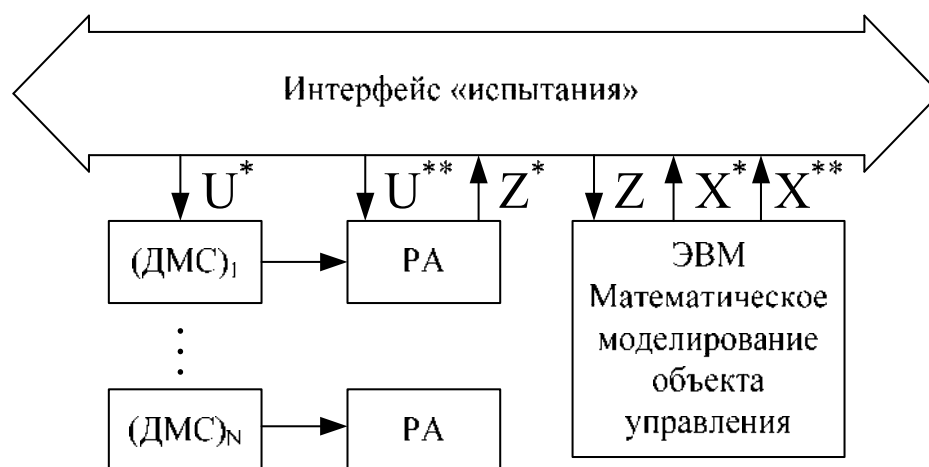 Интерфейс «испытания»
U* U** Z* Z X* X**
(ДМС)₁ РА ЭВМ
Математическое
моделирование
объекта
управления
(ДМС)N РА